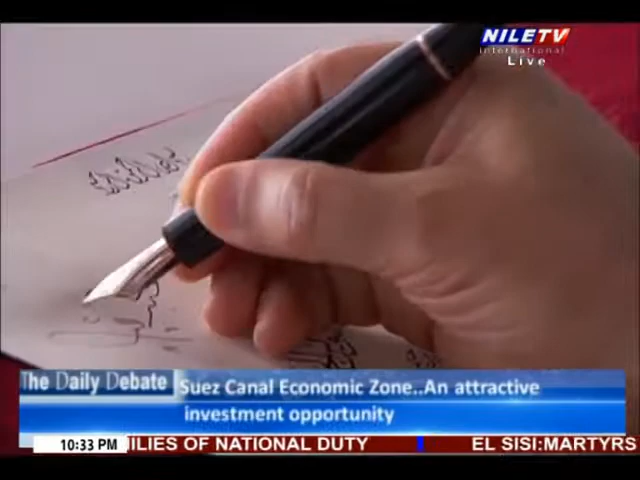 NILETV
international
Live
The Daily Debate
Suez Canal Economic Zone..An attractive
investment opportunity
10:33 PM
ILIES OF NATIONAL DUTY
EL SISI:MARTYRS